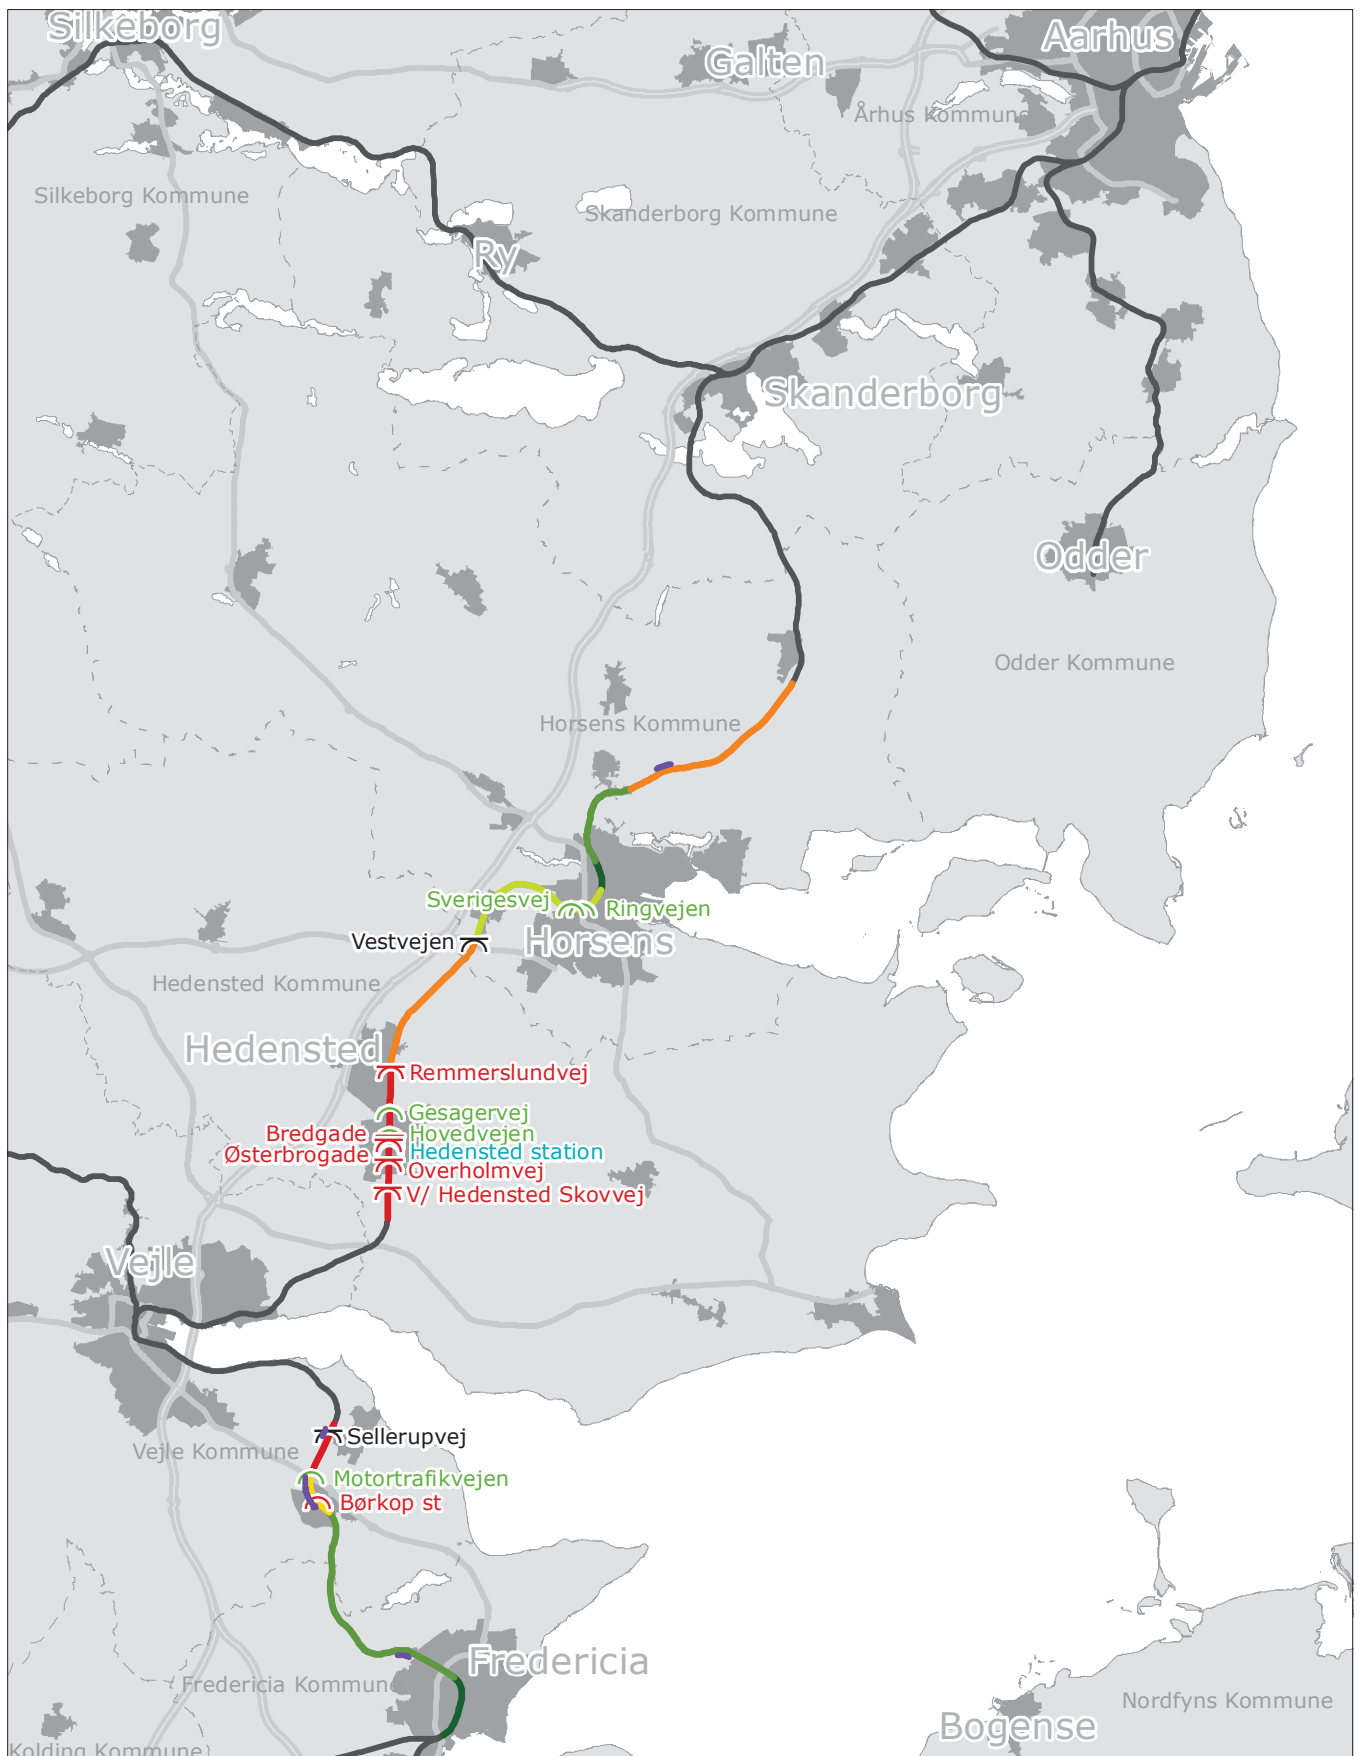 Silkeborg
Aarhus
Galten
Århus Kommune
Silkeborg Kommune
Skanderborg Kommune
Ry
Skanderborg
Odder
Odder Kommune
Horsens Kommune
Sverigesvej
Ringvejen
Vestvejen
Horsens
Hedensted Kommune
Hedensted
Remmerslundvej
Gesagervej
Bredgade
Hovedvejen
Østerbrogade
Hedensted station
Overholmvej
V/ Hedensted Skovvej
Vejle
Sellerupvej
Vejle Kommune
Motortrafikvejen
Børkop st
Fredericia
Fredericia Kommune
Nordfyns Kommune
Bogense
Kolding Kommune